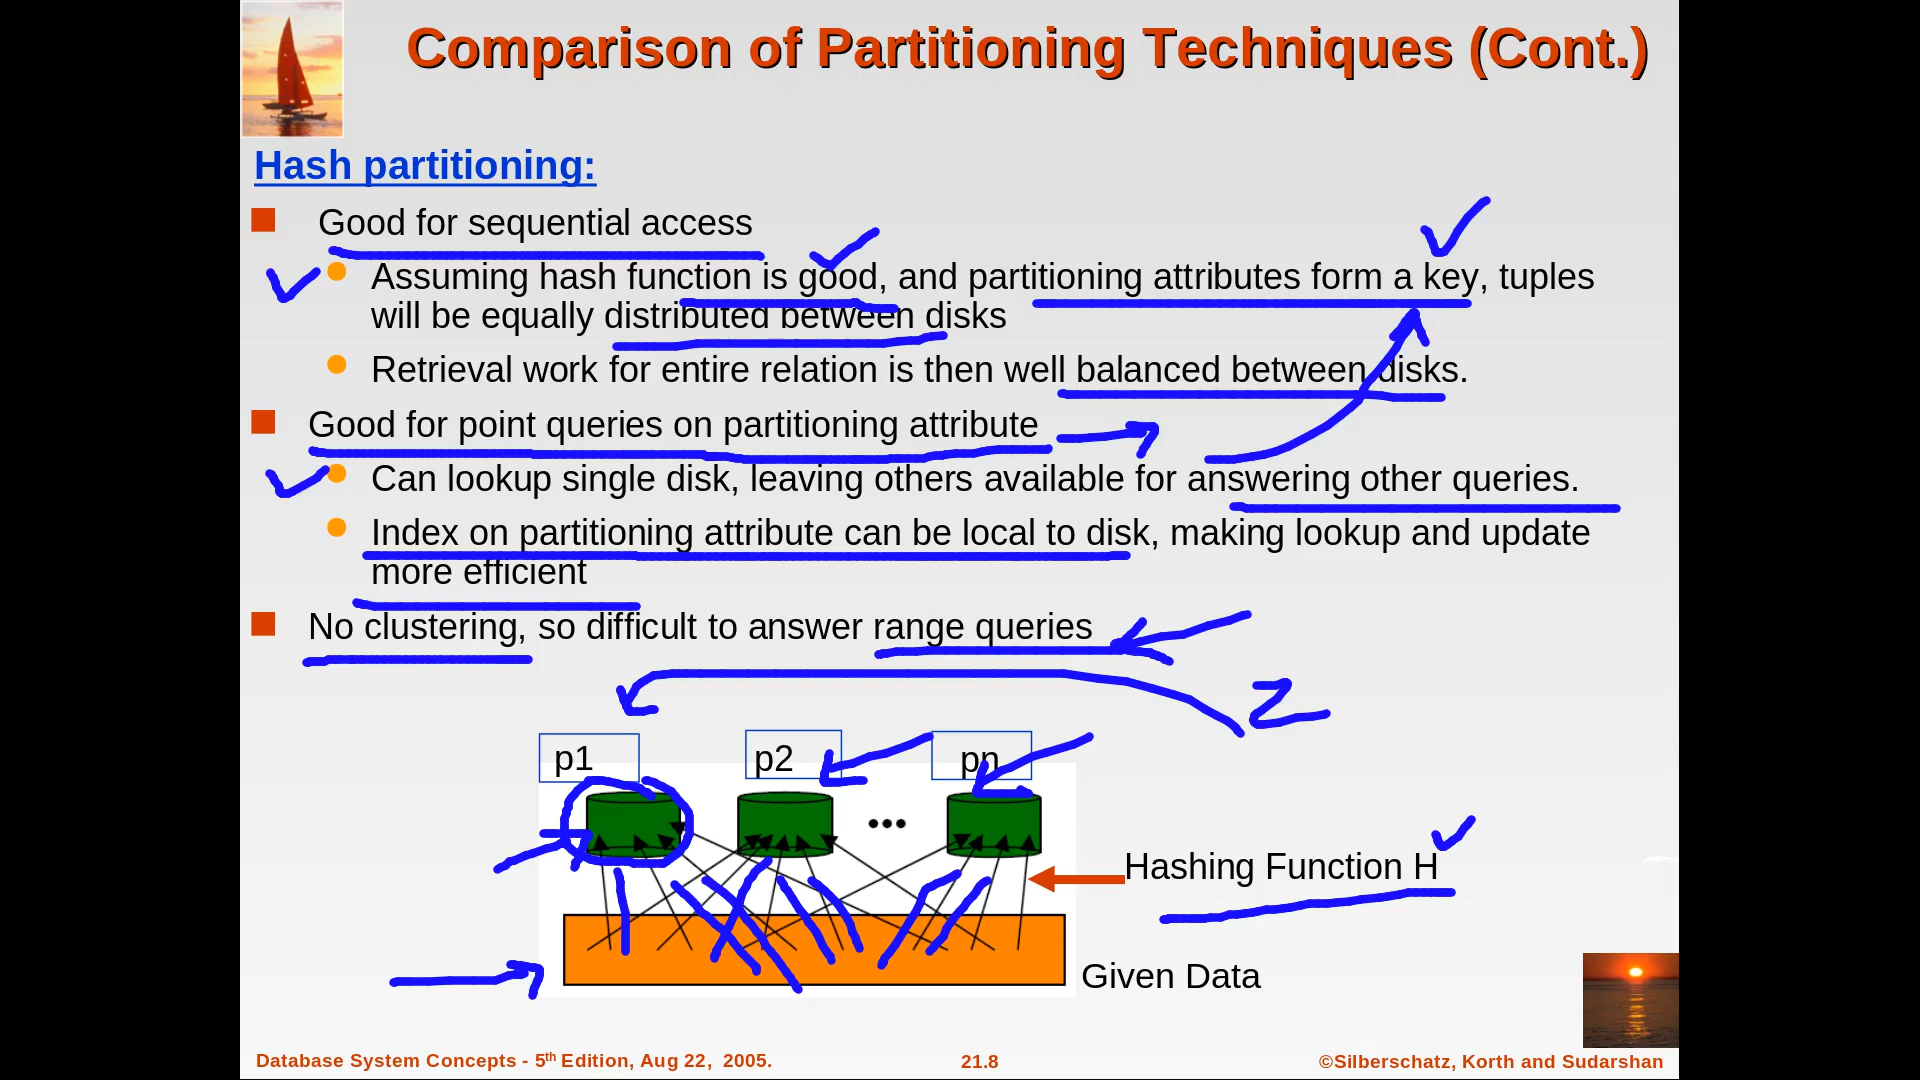 Comparison of Partitioning Techniques (Cont.)
Hash partitioning:
Good for sequential access
Assuming hash function is good, and partitioning attributes form a key, tuples
will be equally distributed between disks
Retrieval work for entire relation is then well balanced between disks.
Good for point queries on partitioning attribute
Can lookup single disk, leaving others available for answering other queries.
Index on partitioning attribute can be local to disk, making lookup and update
more efficient
No clustering, so difficult to answer range queries
2
p1 p2 pn
Hashing Function H
Given Data
Database System Concepts - 5th Edition, Aug 22, 2005. 21.8 ©Silberschatz, Korth and Sudarshan